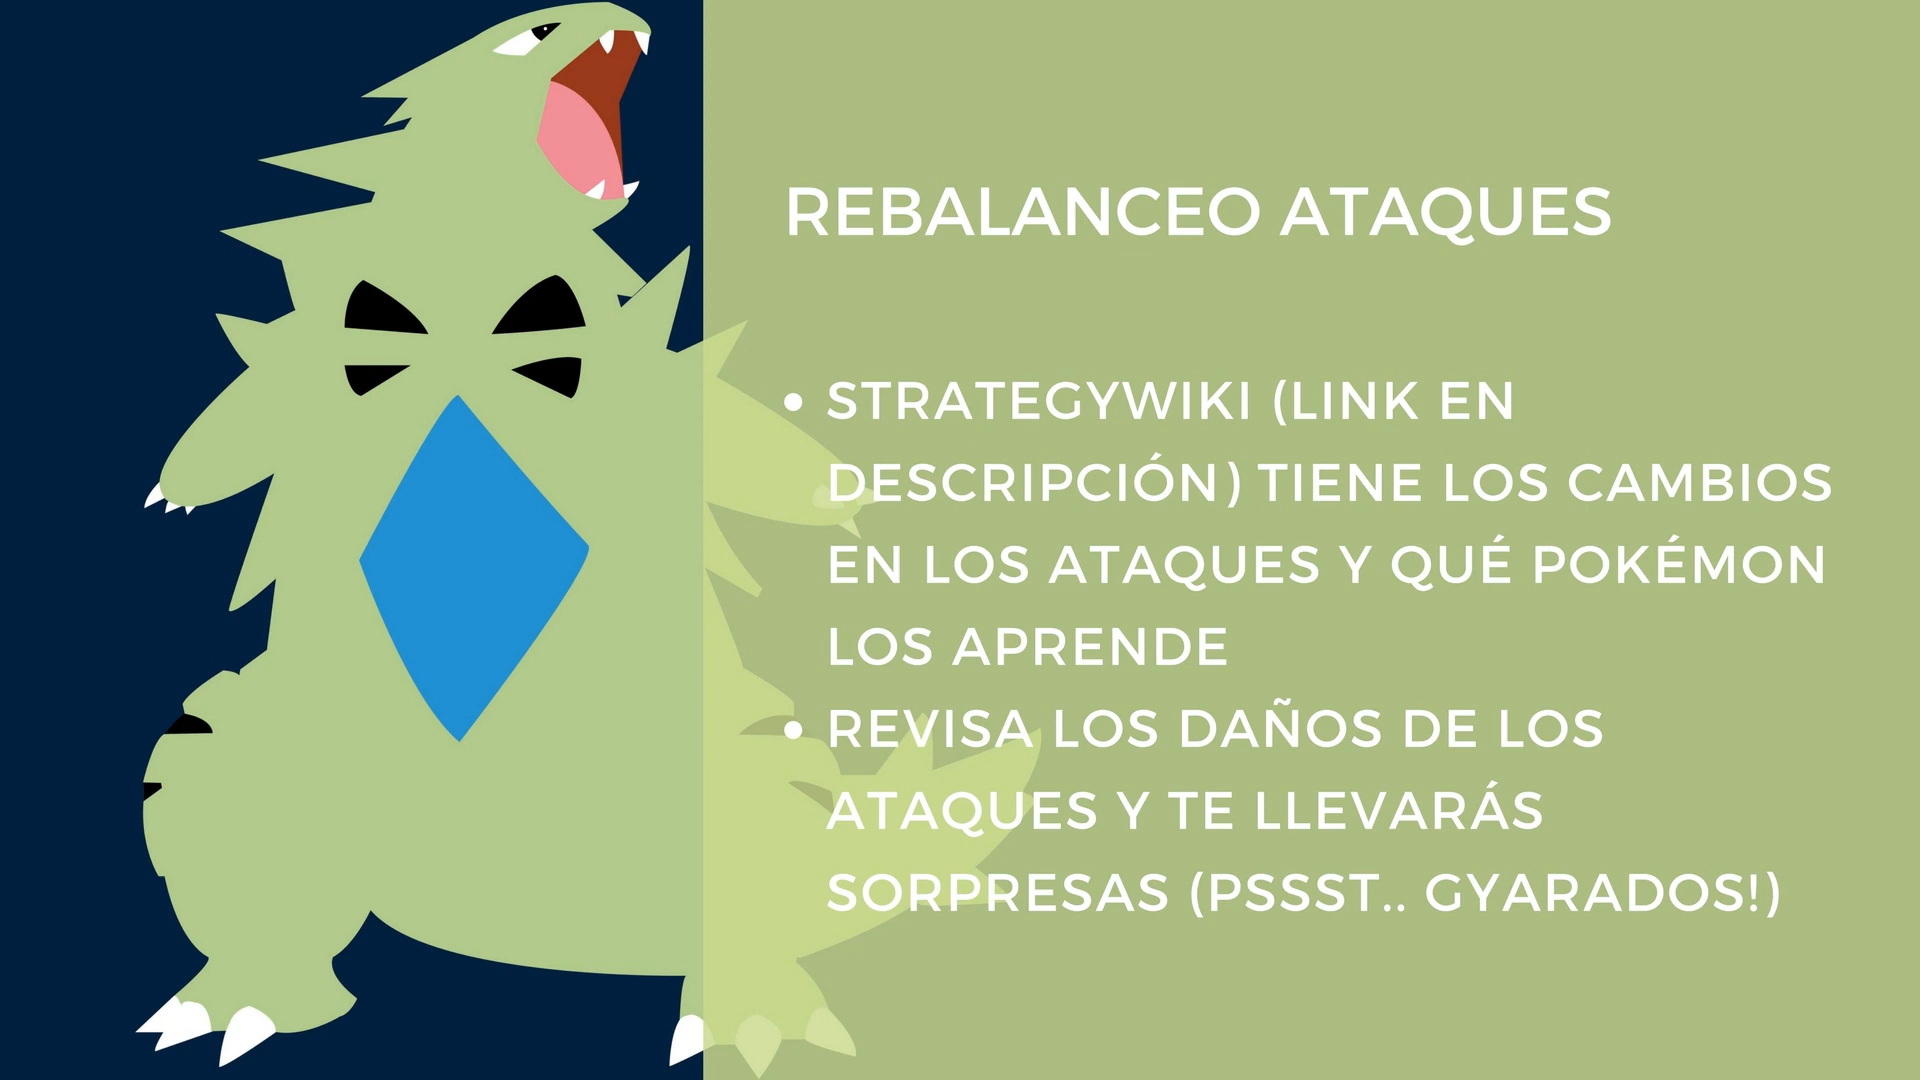 REBALANCEO ATAQUES
• STRATEGYWIKI (LINK EN
DESCRIPCIÓN) TIENE LOS CAMBIOS
EN LOS ATAQUES Y QUÉ POKÉMON
LOS APRENDE
• REVISA LOS DAÑOS DE LOS
ATAQUES Y TE LLEVARÁS
SORPRESAS (PSSST.. GYARADOS!)